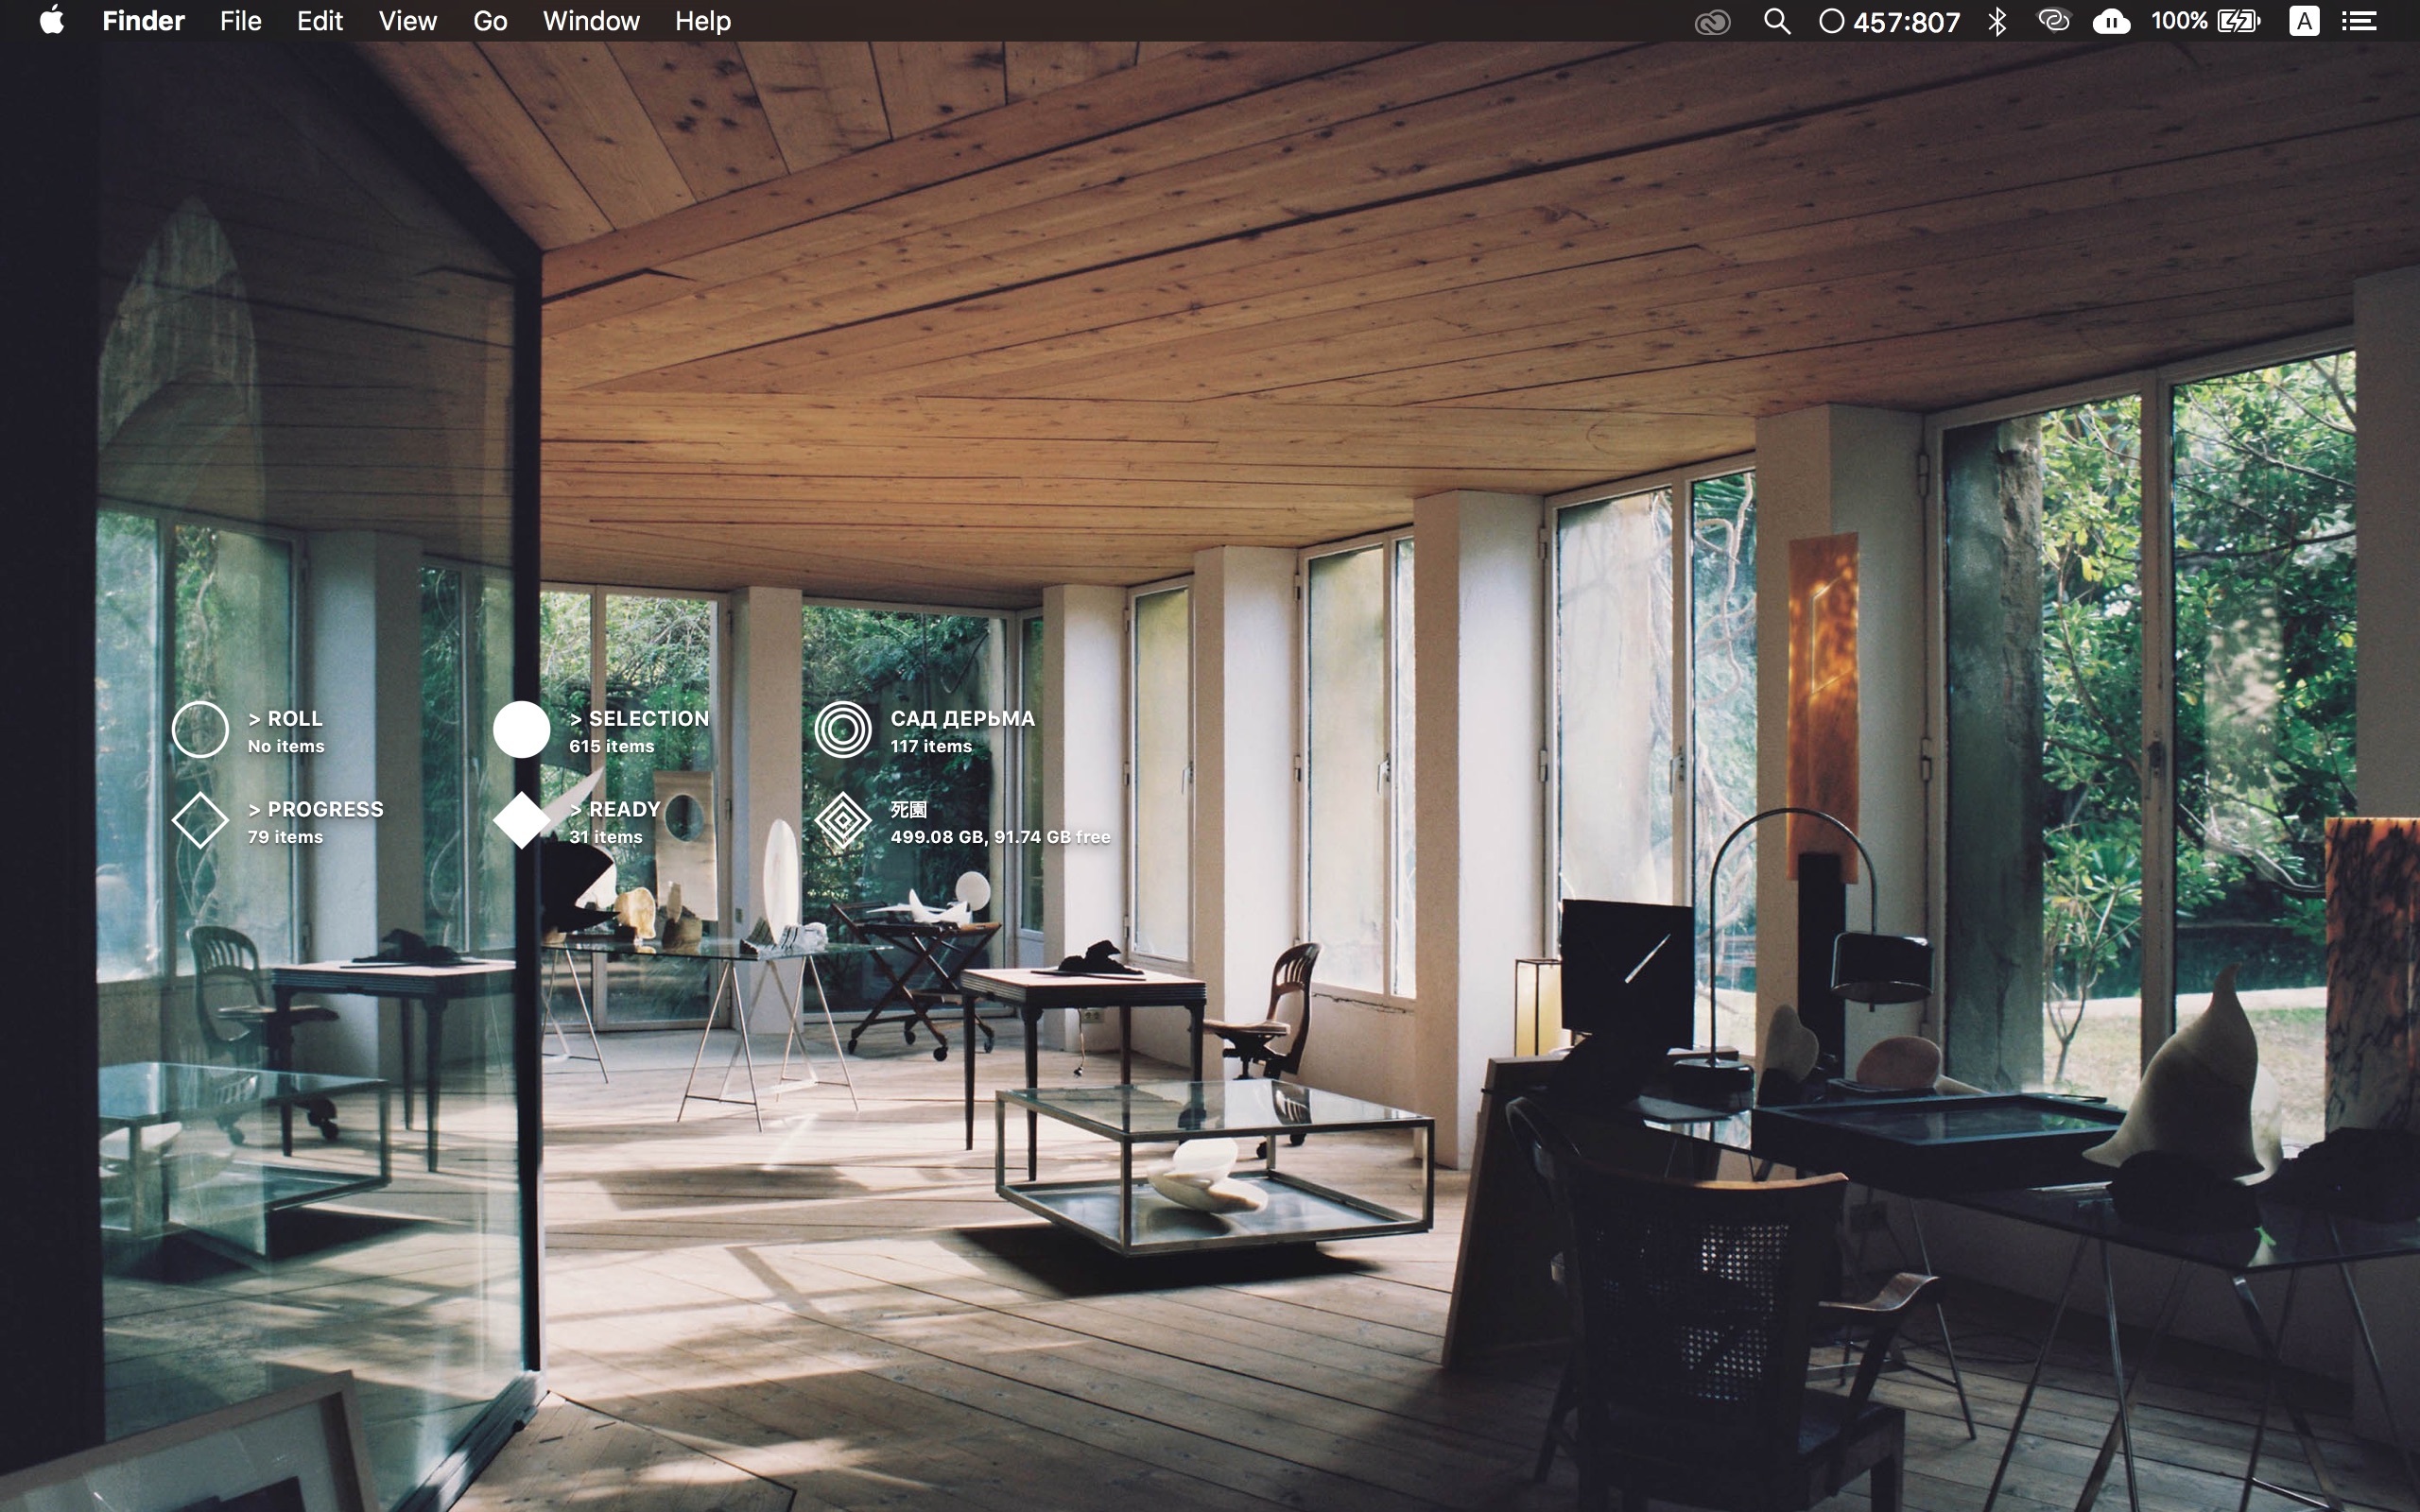 Finder File Edit View Go Window Help 457:807 100% A
> ROLL
No items
> SELECTION
615 items
САД ДЕРЬМА
117 items
> PROGRESS
79 items
> READY
31 items
死園
499.08 GB, 91.74 GB free